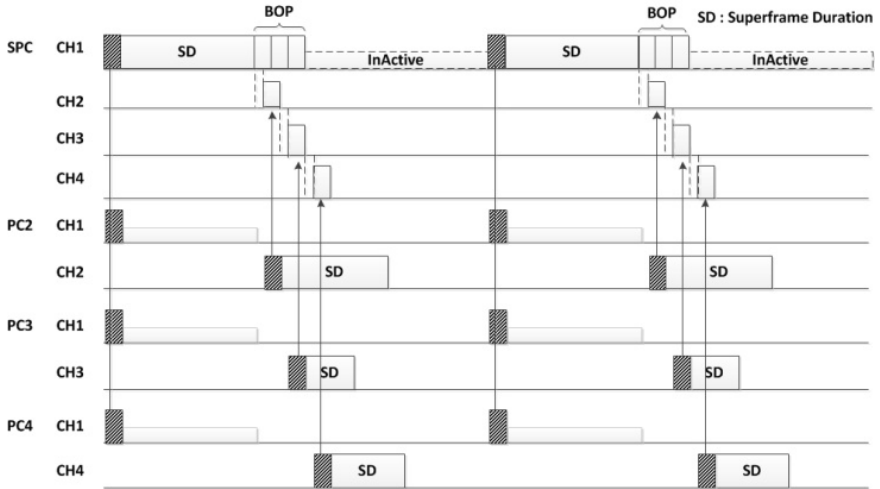 BOP BOP SD : Superframe Duration
SPC CH1 SD InActive SD InActive
CH2
CH3
CH4
PC2 CH1
CH2 SD SD
PC3 CH1
CH3 SD SD
PC4 CH1
CH4 SD SD